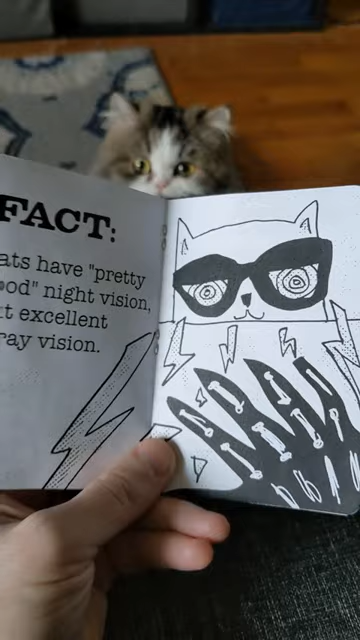 FACT:
ats have "pretty
ood" night vision,
t excellent
ray vision.